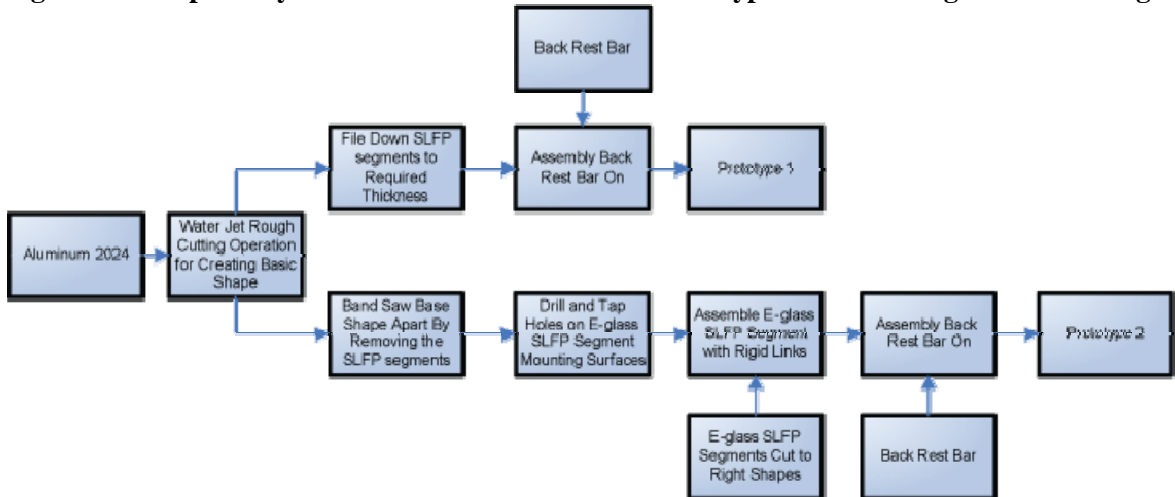 Back Rest Bar
File Down SLFP
segments to
Required
Thickness
Assembly Back
Rest Bar On
Prototype 1
Aluminum 2024
Water Jet Rough
Cutting Operation
for Creating Basic
Shape
Band Saw Base
Shape Apart By
Removing the
SLFP segments
Drill and Tap
Holes on E-glass
SLFP Segment
Mounting Surfaces
Assemble E-glass
SLFP Segment
with Rigid Links
Assembly Back
Rest Bar On
Prototype 2
E-glass SLFP
Segments Cut to
Right Shapes
Back Rest Bar